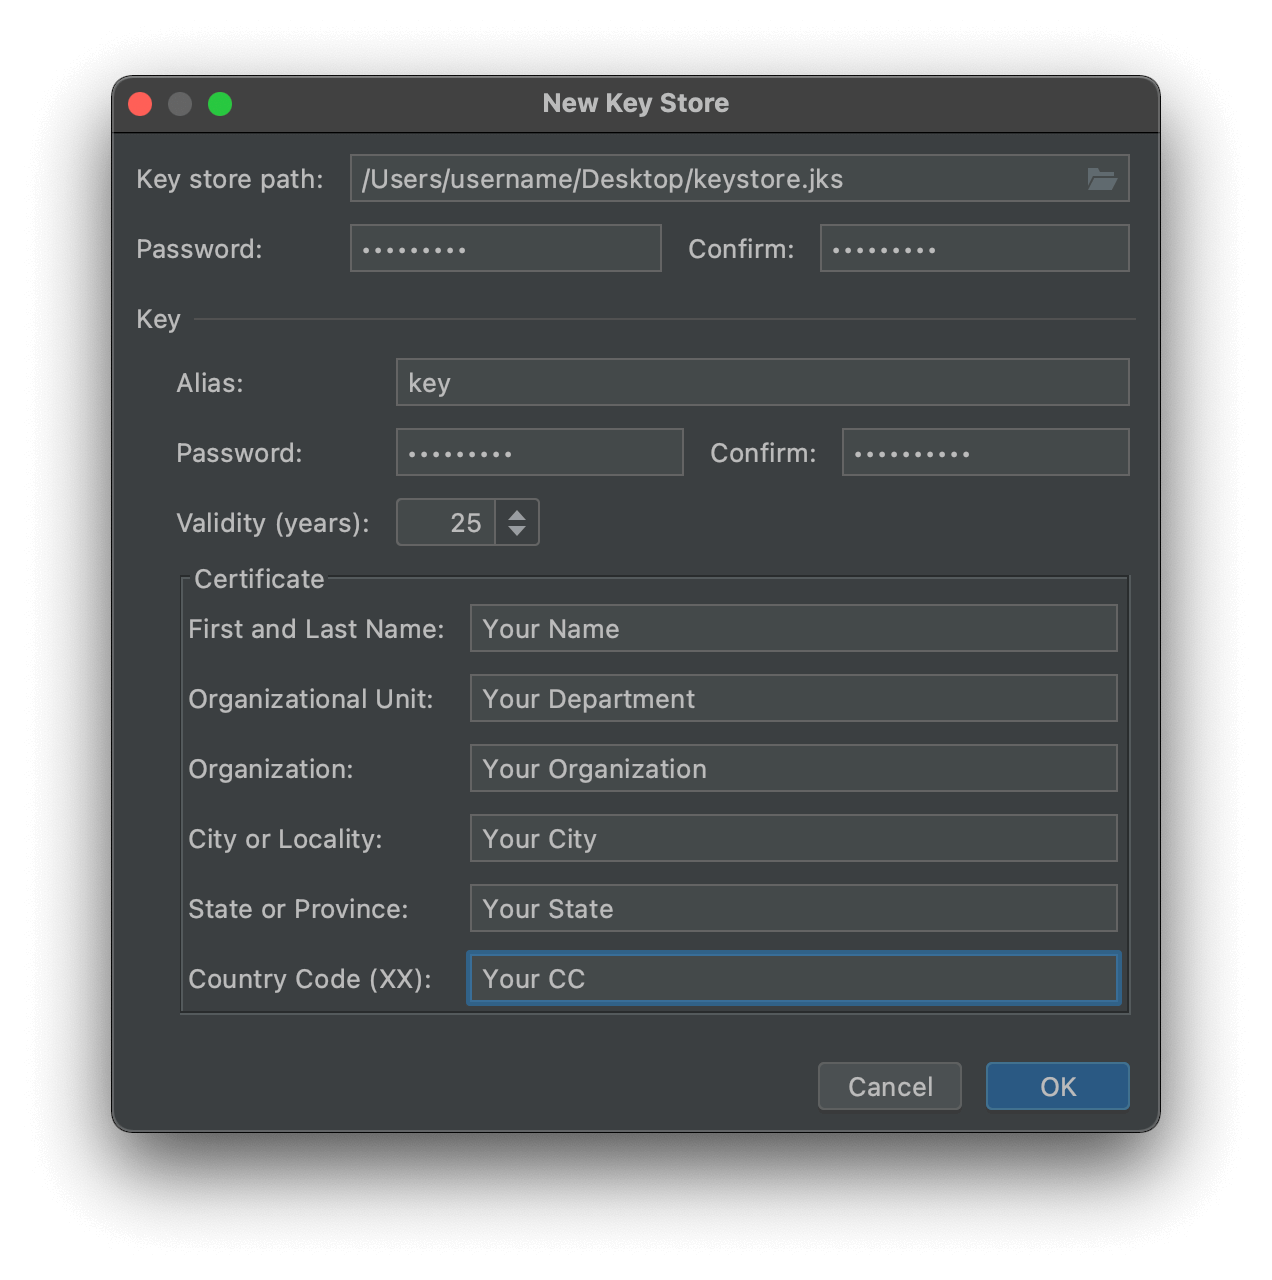 New Key Store
Key store path: /Users/username/Desktop/keystore.jks
Password: ••••••••• Confirm: •••••••••
Key
Alias: key
Password: ••••••••• Confirm: ••••••••••
Validity (years): 25
Certificate
First and Last Name: Your Name
Organizational Unit: Your Department
Organization: Your Organization
City or Locality: Your City
State or Province: Your State
Country Code (XX): Your CC
Cancel OK